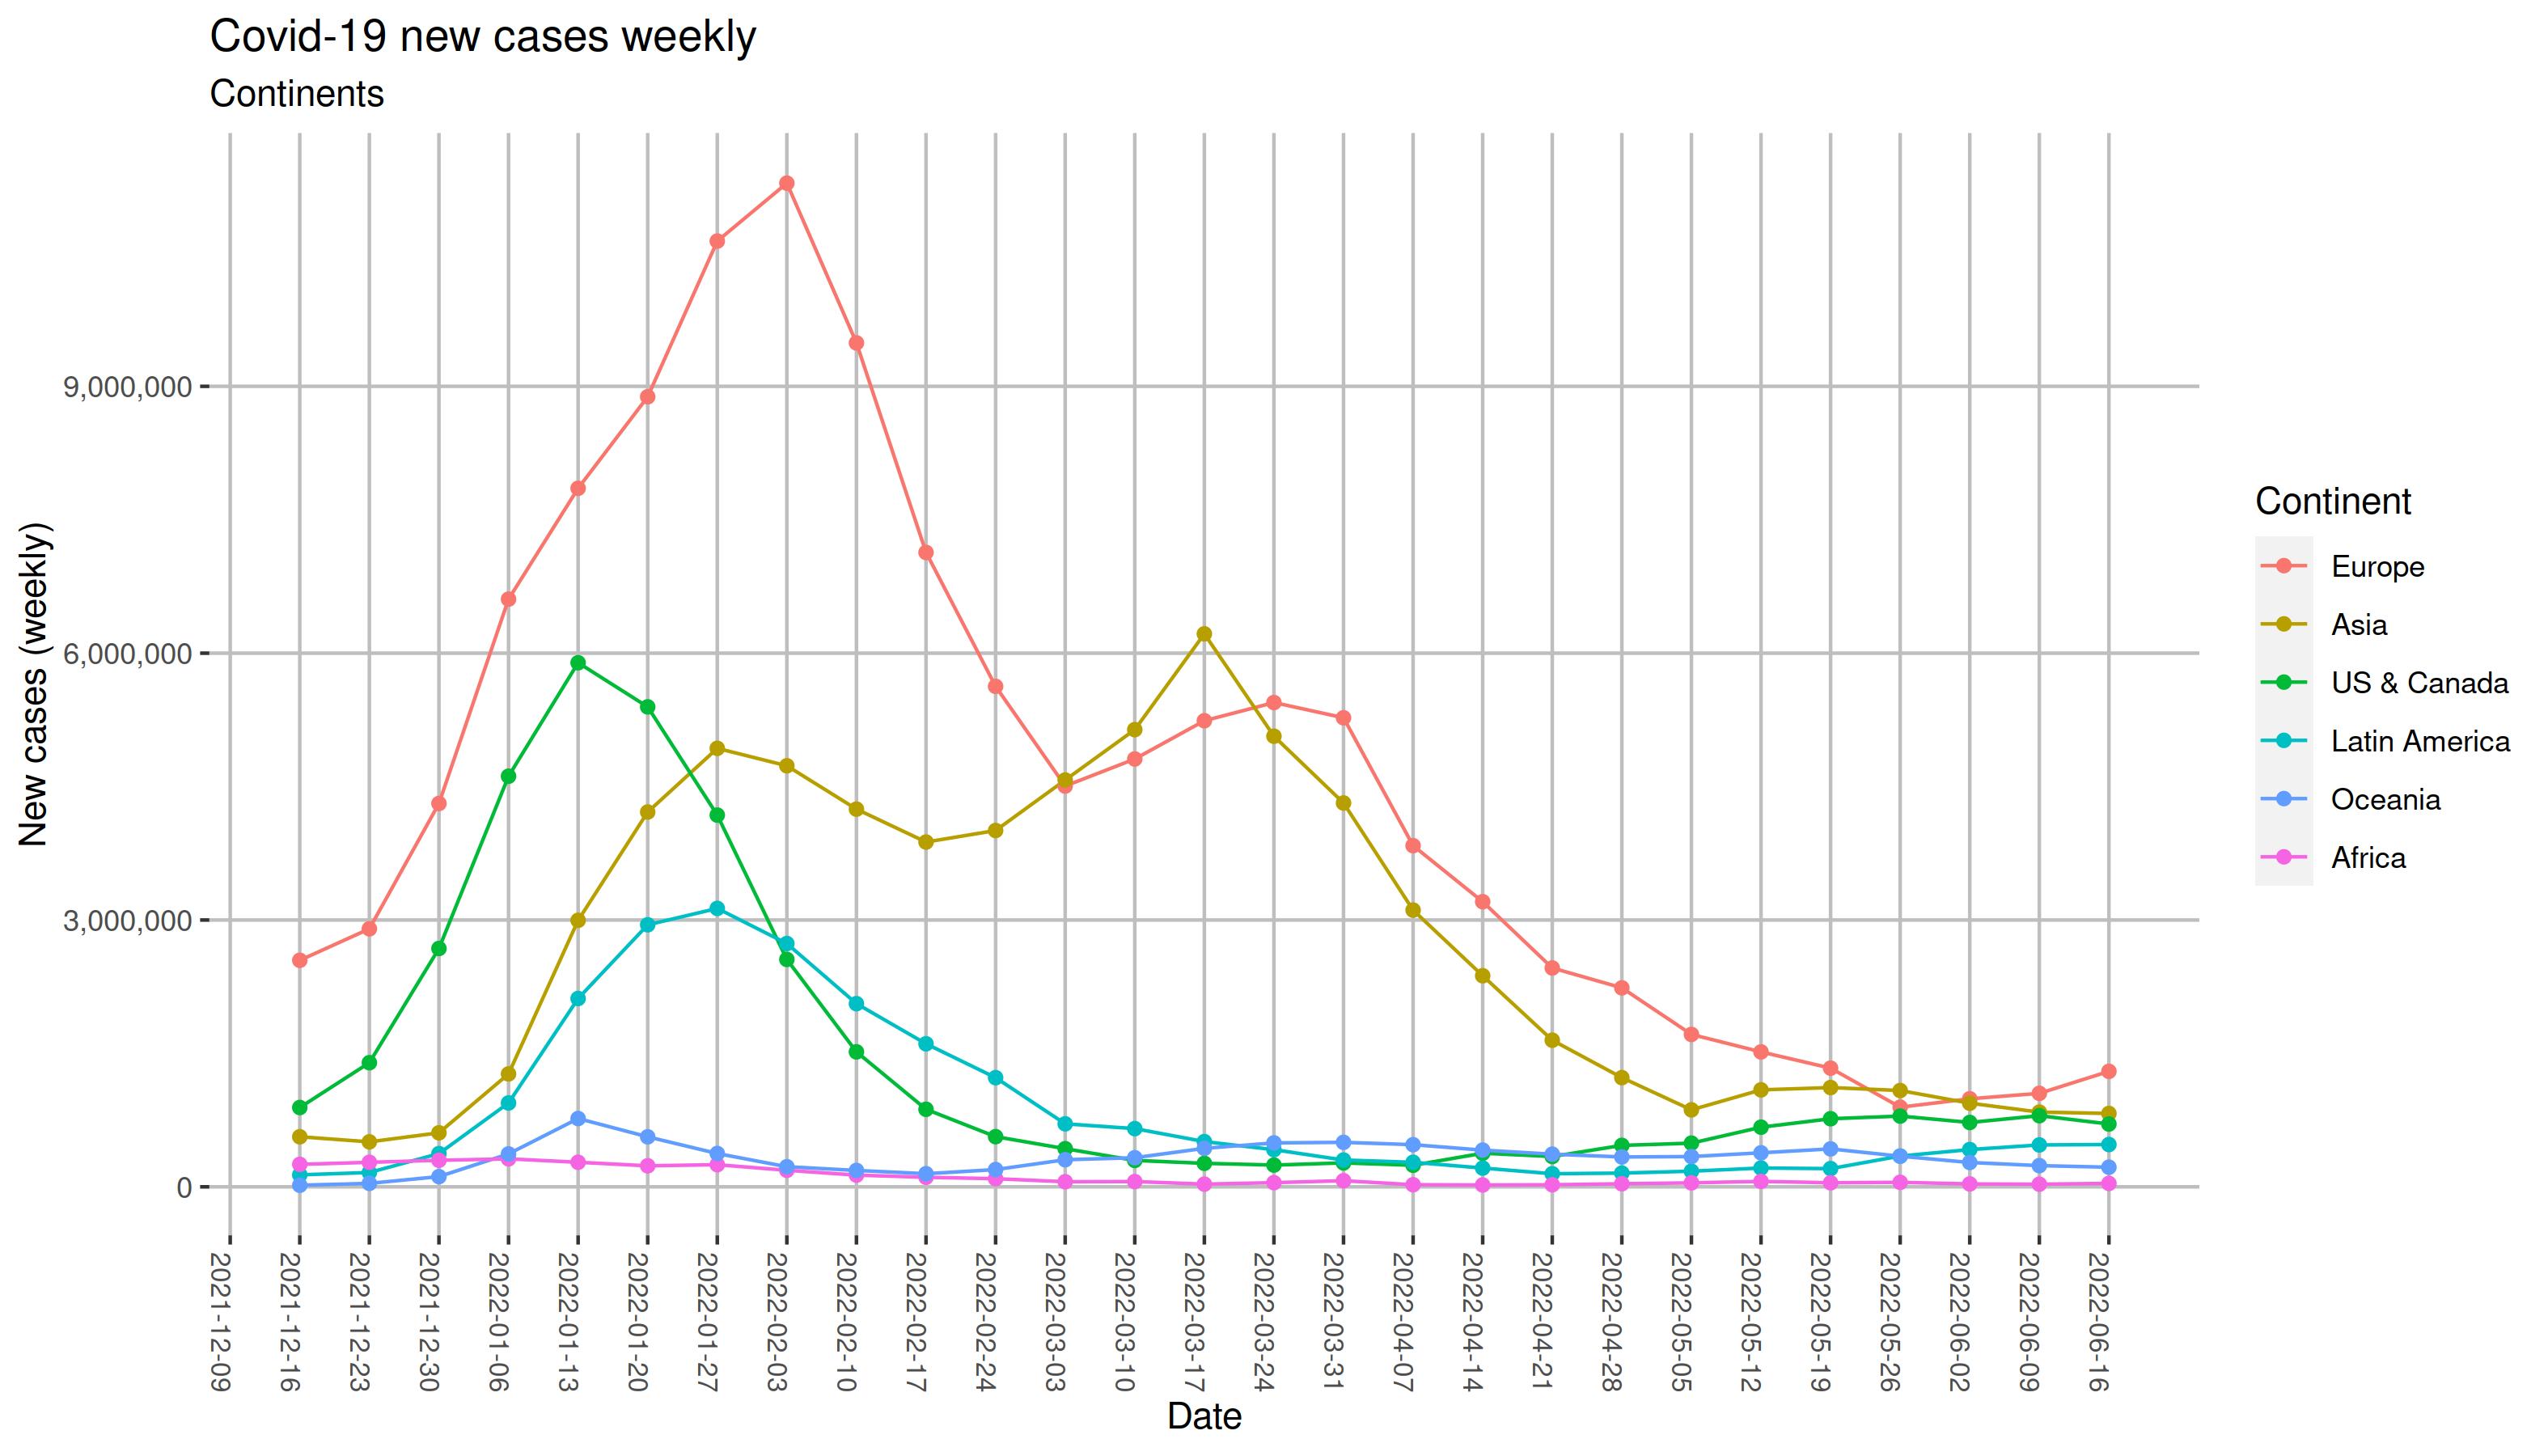 Covid-19 new cases weekly
Continents
New cases (weekly)
9,000,000
6,000,000
3,000,000
0
2021-12-09
2021-12-16
2021-12-23
2021-12-30
2022-01-06
2022-01-13
2022-01-20
2022-01-27
2022-02-03
2022-02-10
2022-02-17
2022-02-24
2022-03-03
2022-03-10
2022-03-17
2022-03-24
2022-03-31
2022-04-07
2022-04-14
2022-04-21
2022-04-28
2022-05-05
2022-05-12
2022-05-19
2022-05-26
2022-06-02
2022-06-09
2022-06-16
Date
Continent
Europe
Asia
US & Canada
Latin America
Oceania
Africa